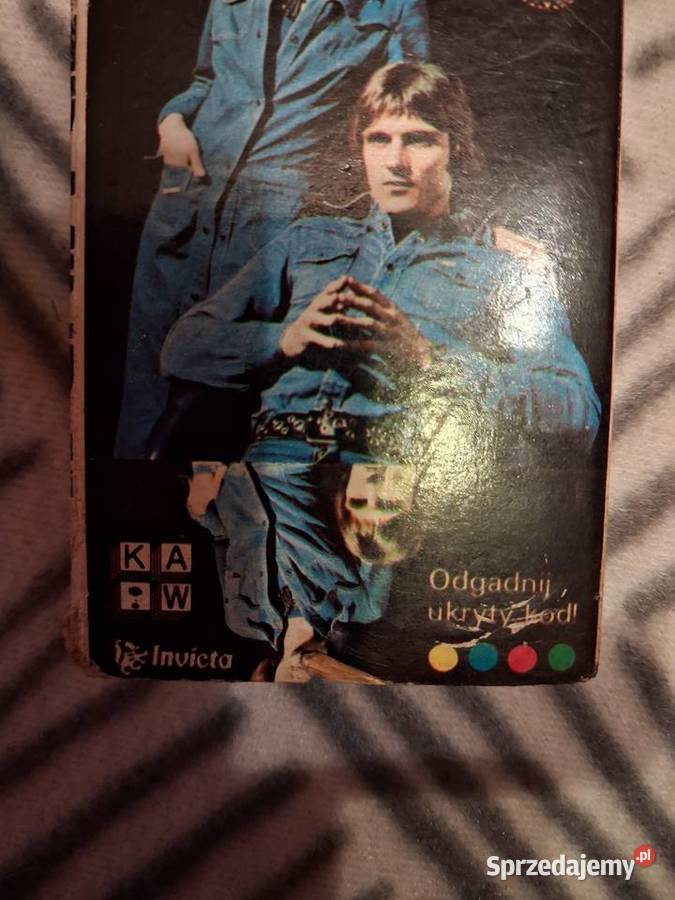 K A
W
Invicta
Odgadnij
ukryty kod!
Sprzedajemy.pl